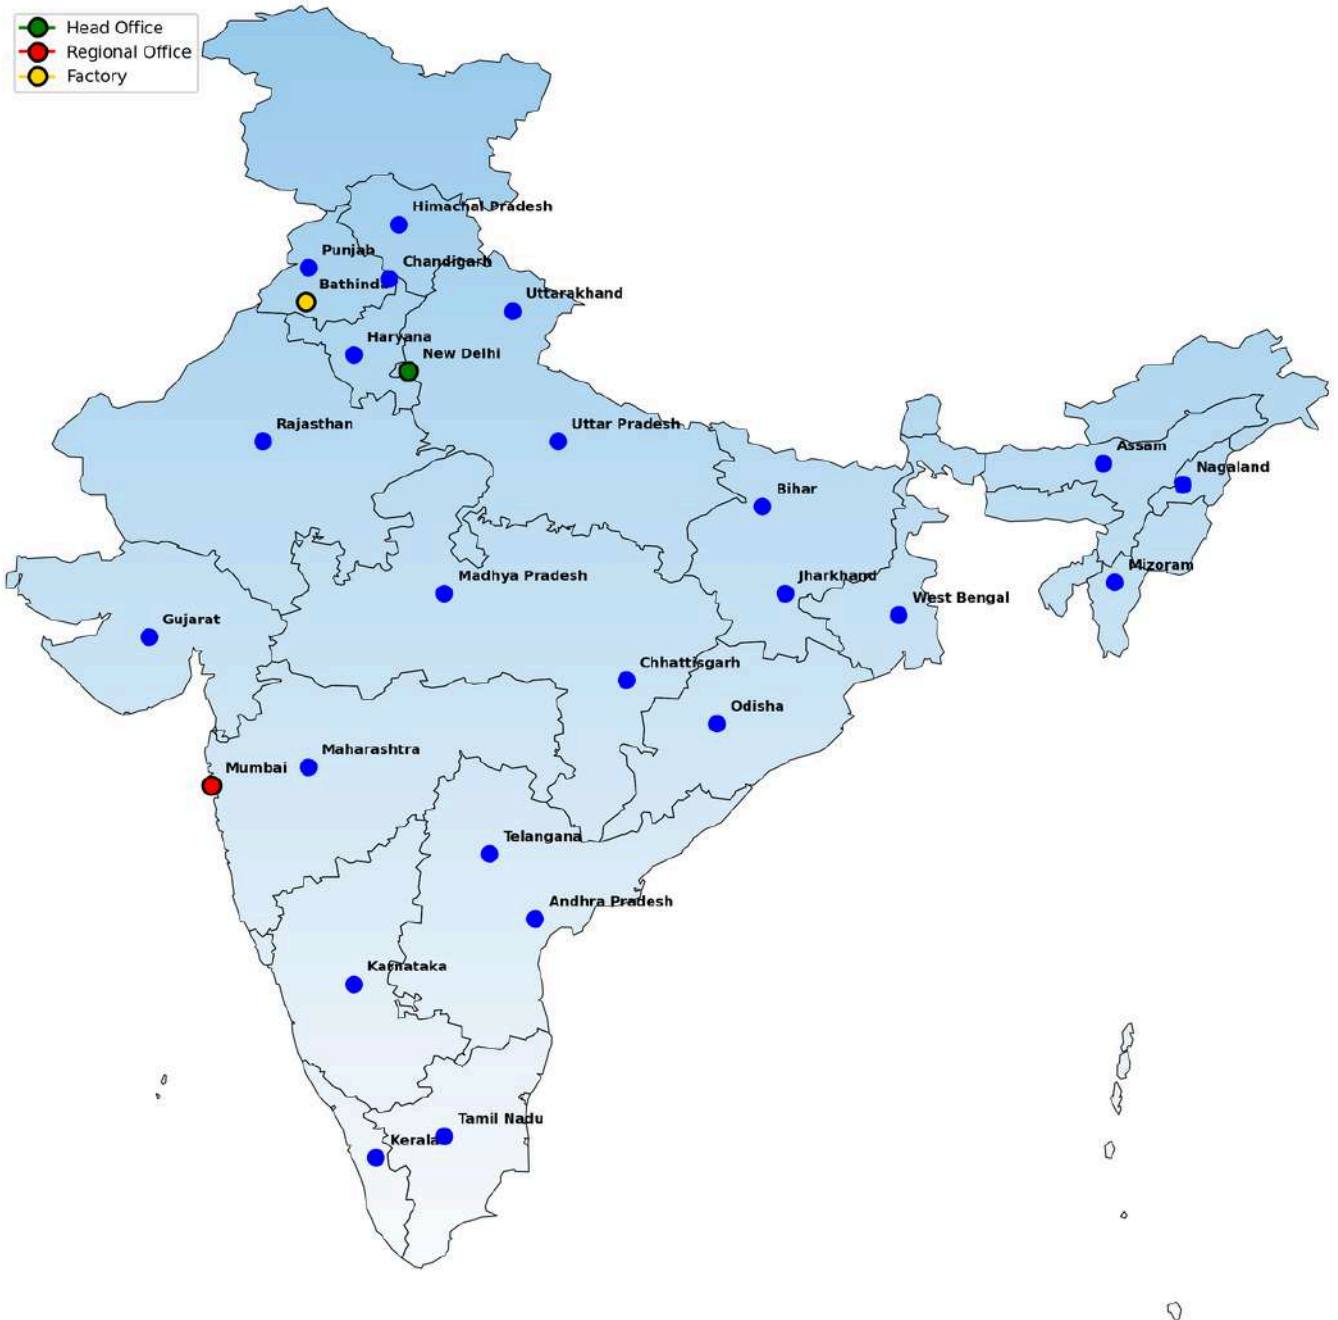 Head Office
Regional Office
Factory
Himachal Pradesh
Punjab
Chandigarh
Bathinda
Uttarakhand
Haryana
New Delhi
Rajasthan
Uttar Pradesh
Assam
Nagaland
Bihar
Mizoram
Madhya Pradesh
Jharkhand
West Bengal
Gujarat
Chhattisgarh
Odisha
Maharashtra
Mumbai
Telangana
Andhra Pradesh
Karnataka
Tamil Nadu
Kerala